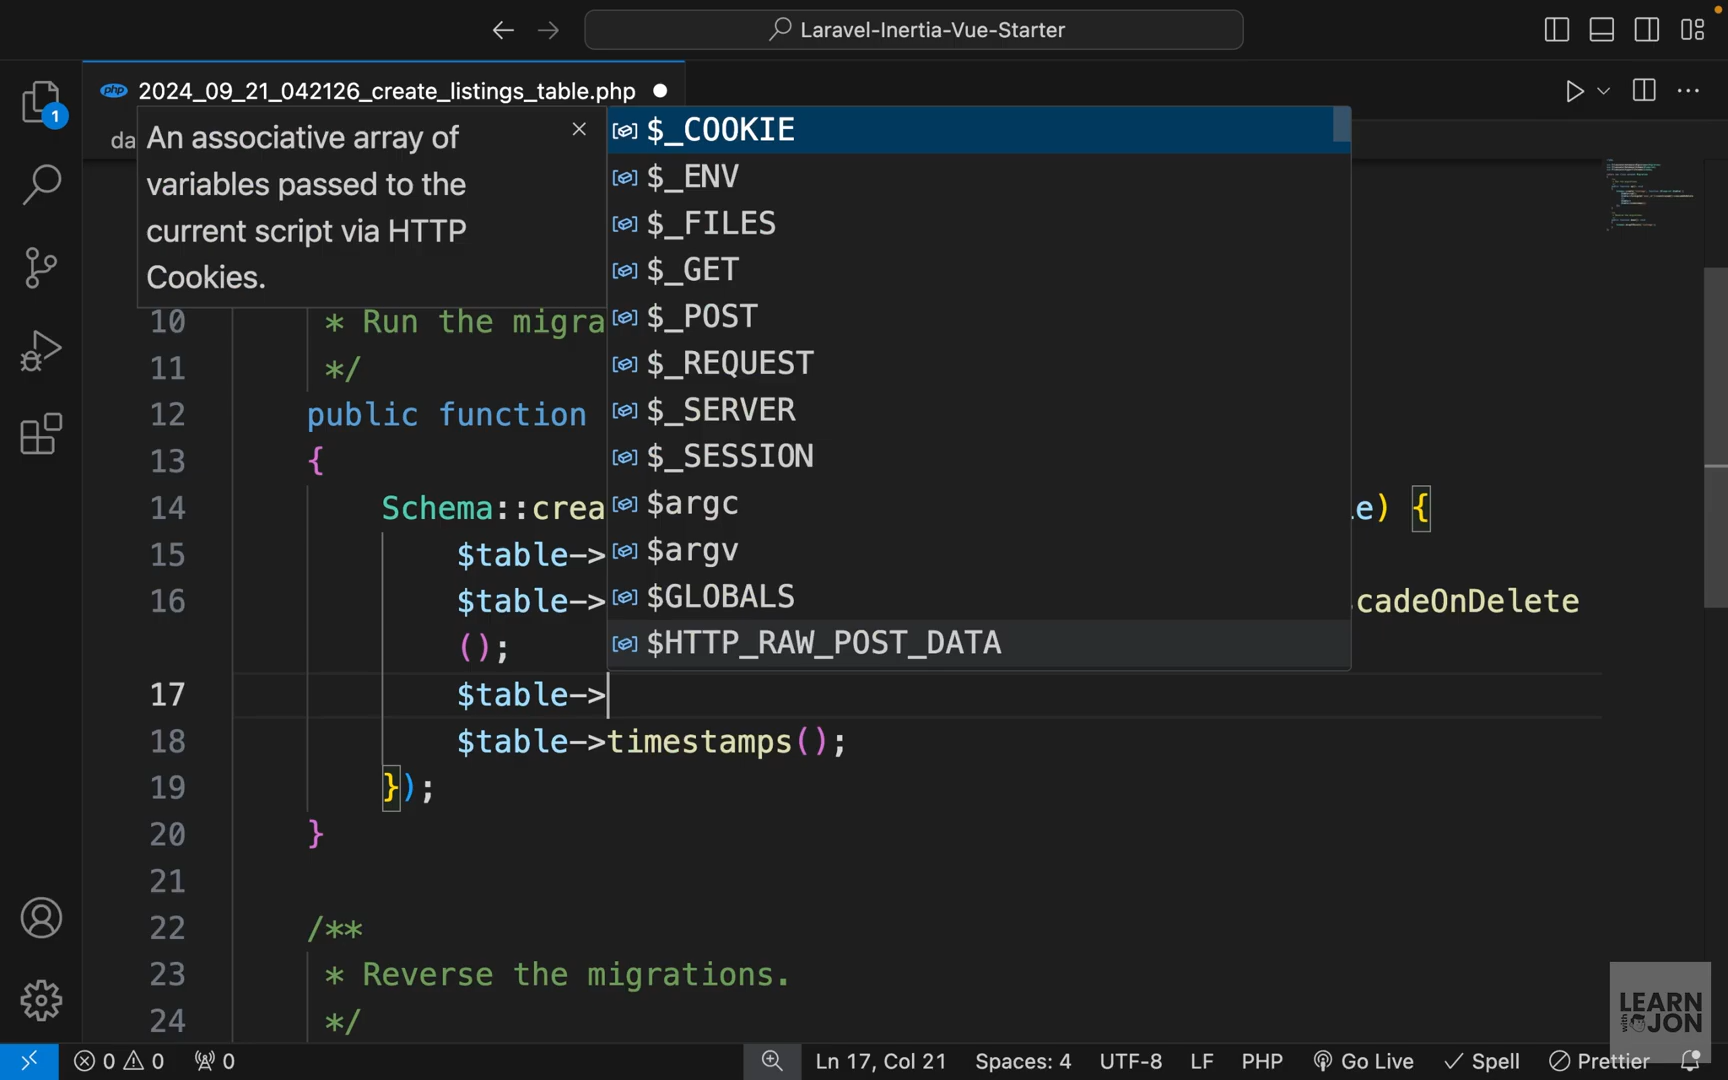 Laravel-Inertia-Vue-Starter
1
php 2024_09_21_042126_create_listings_table.php
da
An associative array of
variables passed to the
current script via HTTP
Cookies.
$_COOKIE
$_ENV
$_FILES
$_GET
$_POST
$_REQUEST
$_SERVER
$_SESSION
$argc
$argv
$GLOBALS
$HTTP_RAW_POST_DATA
10 * Run the migra
11 */
12 public function
13 {
14 Schema::crea e) {
15 $table->
16 $table-> cadeOnDelete
();
17 $table->
18 $table->timestamps();
19 });
20 }
21
22 /**
23 * Reverse the migrations.
24 */
LEARN
with JON
0 0 0 Ln 17, Col 21 Spaces: 4 UTF-8 LF PHP Go Live Spell Prettier